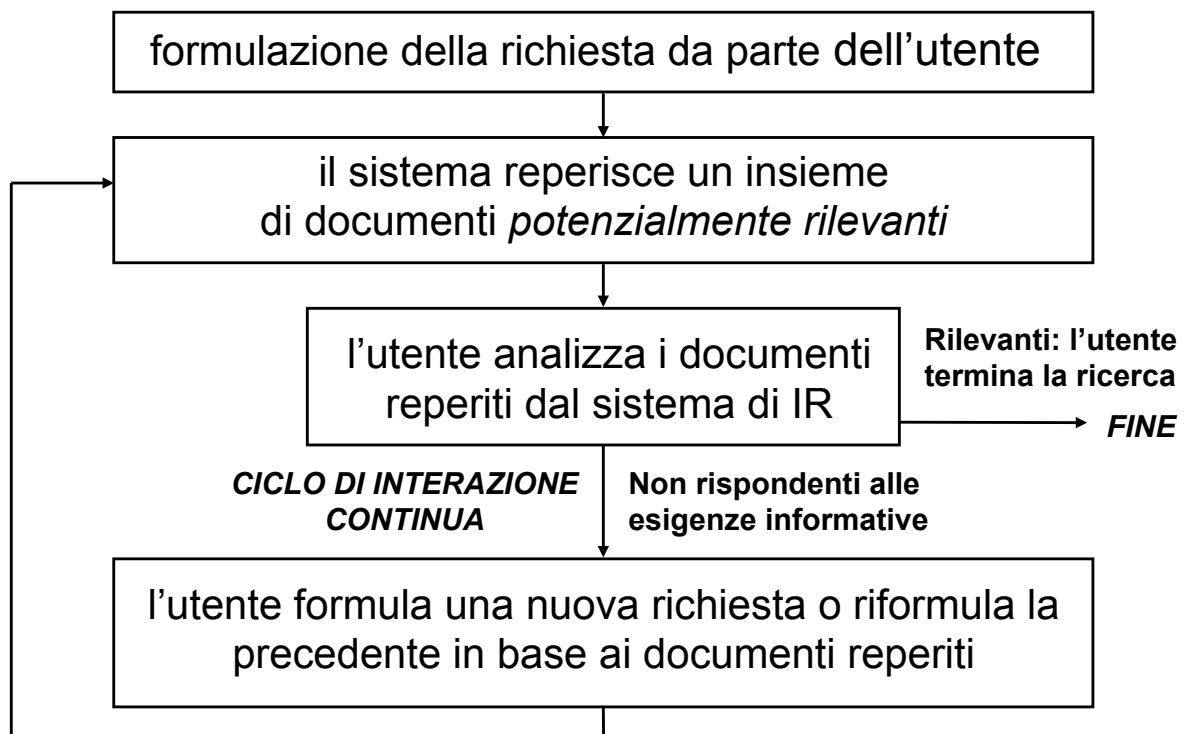 formulazione della richiesta da parte dell’utente
il sistema reperisce un insieme
di documenti potenzialmente rilevanti
l’utente analizza i documenti
reperiti dal sistema di IR
Rilevanti: l’utente
termina la ricerca
FINE
CICLO DI INTERAZIONE
CONTINUA
Non rispondenti alle
esigenze informative
l’utente formula una nuova richiesta o riformula la
precedente in base ai documenti reperiti